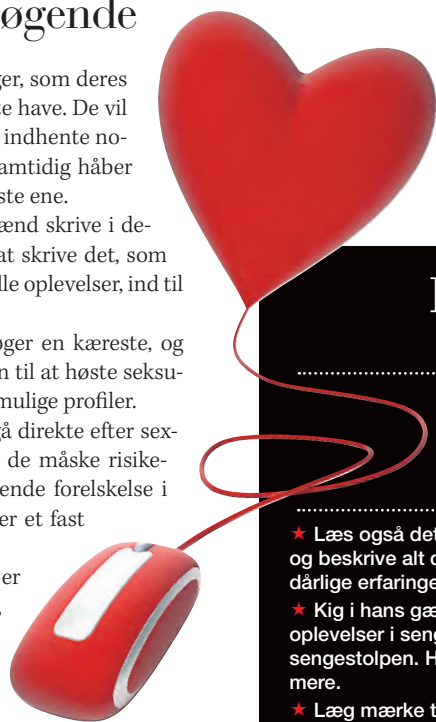 øgende
ger, som deres
te have. De vil
indhente no-
amtidig håber
ste ene.
ænd skrive i de-
at skrive det, som
lle oplevelser, ind til
ger en kæreste, og
n til at høste seksu-
mulige profiler.
gå direkte efter sex-
de måske risike-
ende forelskelse i
er et fast
er
★ Læs også det
og beskrive alt d
dårlige erfaringe
★ Kig i hans gæ
oplevelser i seng
sengestolpen. H
mere.
★ Læg mærke t